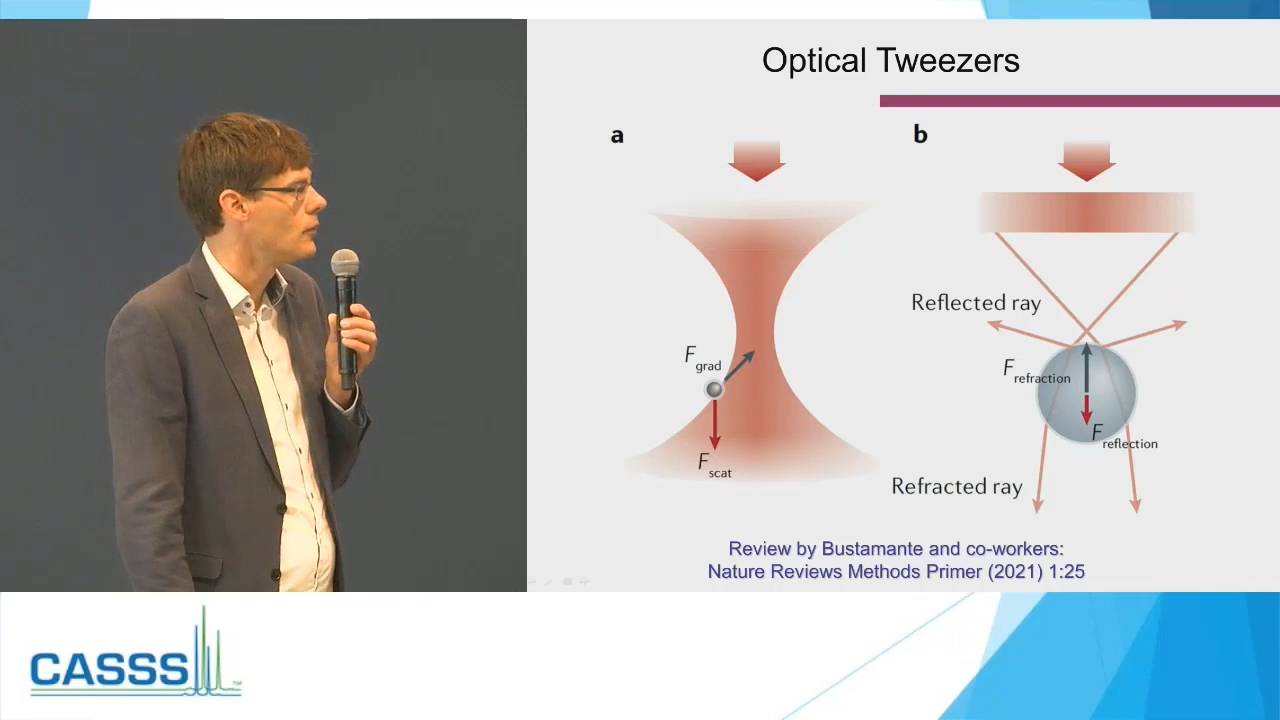 Optical Tweezers
a
b
Reflected ray
F grad
F refraction
F reflection
F scat
Refracted ray
Review by Bustamante and co-workers:
Nature Reviews Methods Primer (2021) 1:25
CASSS